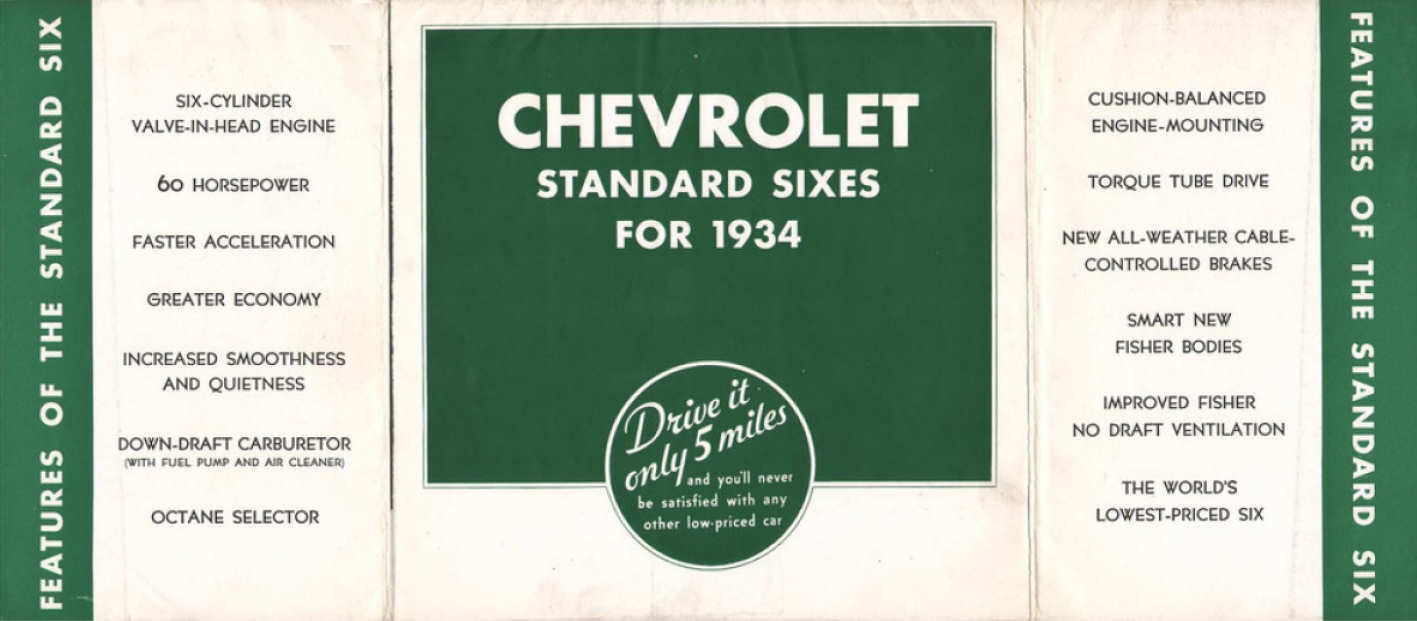 FEATURES OF THE STANDARD SIX
SIX-CYLINDER
VALVE-IN-HEAD ENGINE
60 HORSEPOWER
FASTER ACCELERATION
GREATER ECONOMY
INCREASED SMOOTHNESS
AND QUIETNESS
DOWN-DRAFT CARBURETOR
(WITH FUEL PUMP AND AIR CLEANER)
OCTANE SELECTOR
CHEVROLET
STANDARD SIXES
FOR 1934
Drive it
only 5 miles
and you'll never
be satisfied with any
other low-priced car
CUSHION-BALANCED
ENGINE-MOUNTING
TORQUE TUBE DRIVE
NEW ALL-WEATHER CABLE-
CONTROLLED BRAKES
SMART NEW
FISHER BODIES
IMPROVED FISHER
NO DRAFT VENTILATION
THE WORLD'S
LOWEST-PRICED SIX
FEATURES OF THE STANDARD SIX